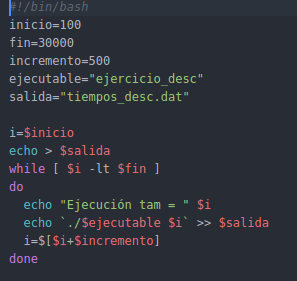 #!/bin/bash
inicio=100
fin=30000
incremento=500
ejecutable="ejercicio_desc"
salida="tiempos_desc.dat"
i=$inicio
echo > $salida
while [ $i -lt $fin ]
do
echo "Ejecución tam = " $i
echo `./$ejecutable $i` >> $salida
i=$[$i+$incremento]
done